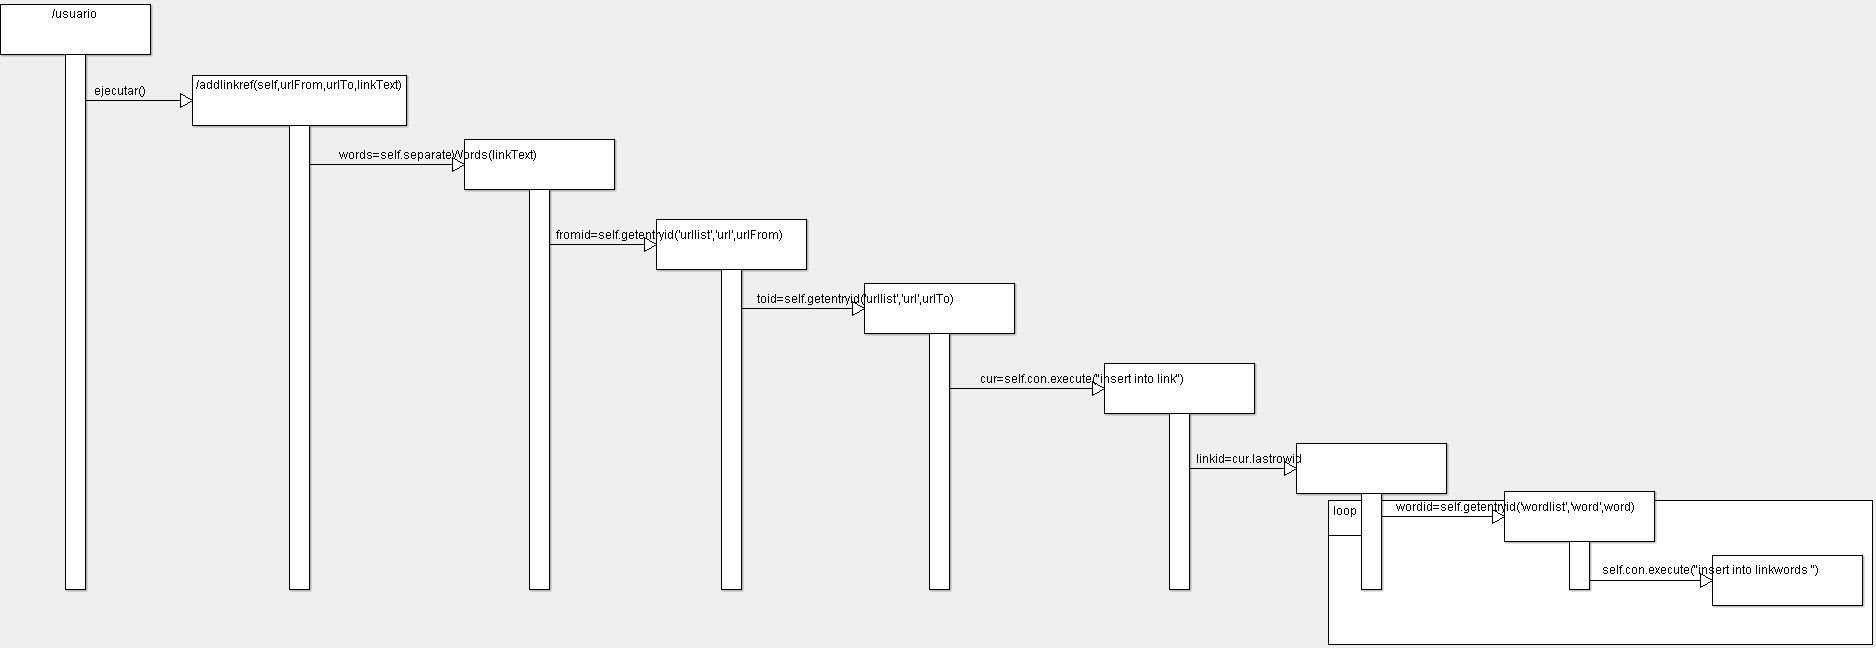 /usuario
/addlinkref(self,urlFrom,urlTo,linkText)
ejecutar()
words=self.separateWords(linkText)
fromid=self.getentryid('urllist','url',urlFrom)
toid=self.getentryid('urllist','url',urlTo)
cur=self.con.execute("insert into link")
linkid=cur.lastrowid
loop
wordid=self.getentryid('wordlist','word',word)
self.con.execute("insert into linkwords ")